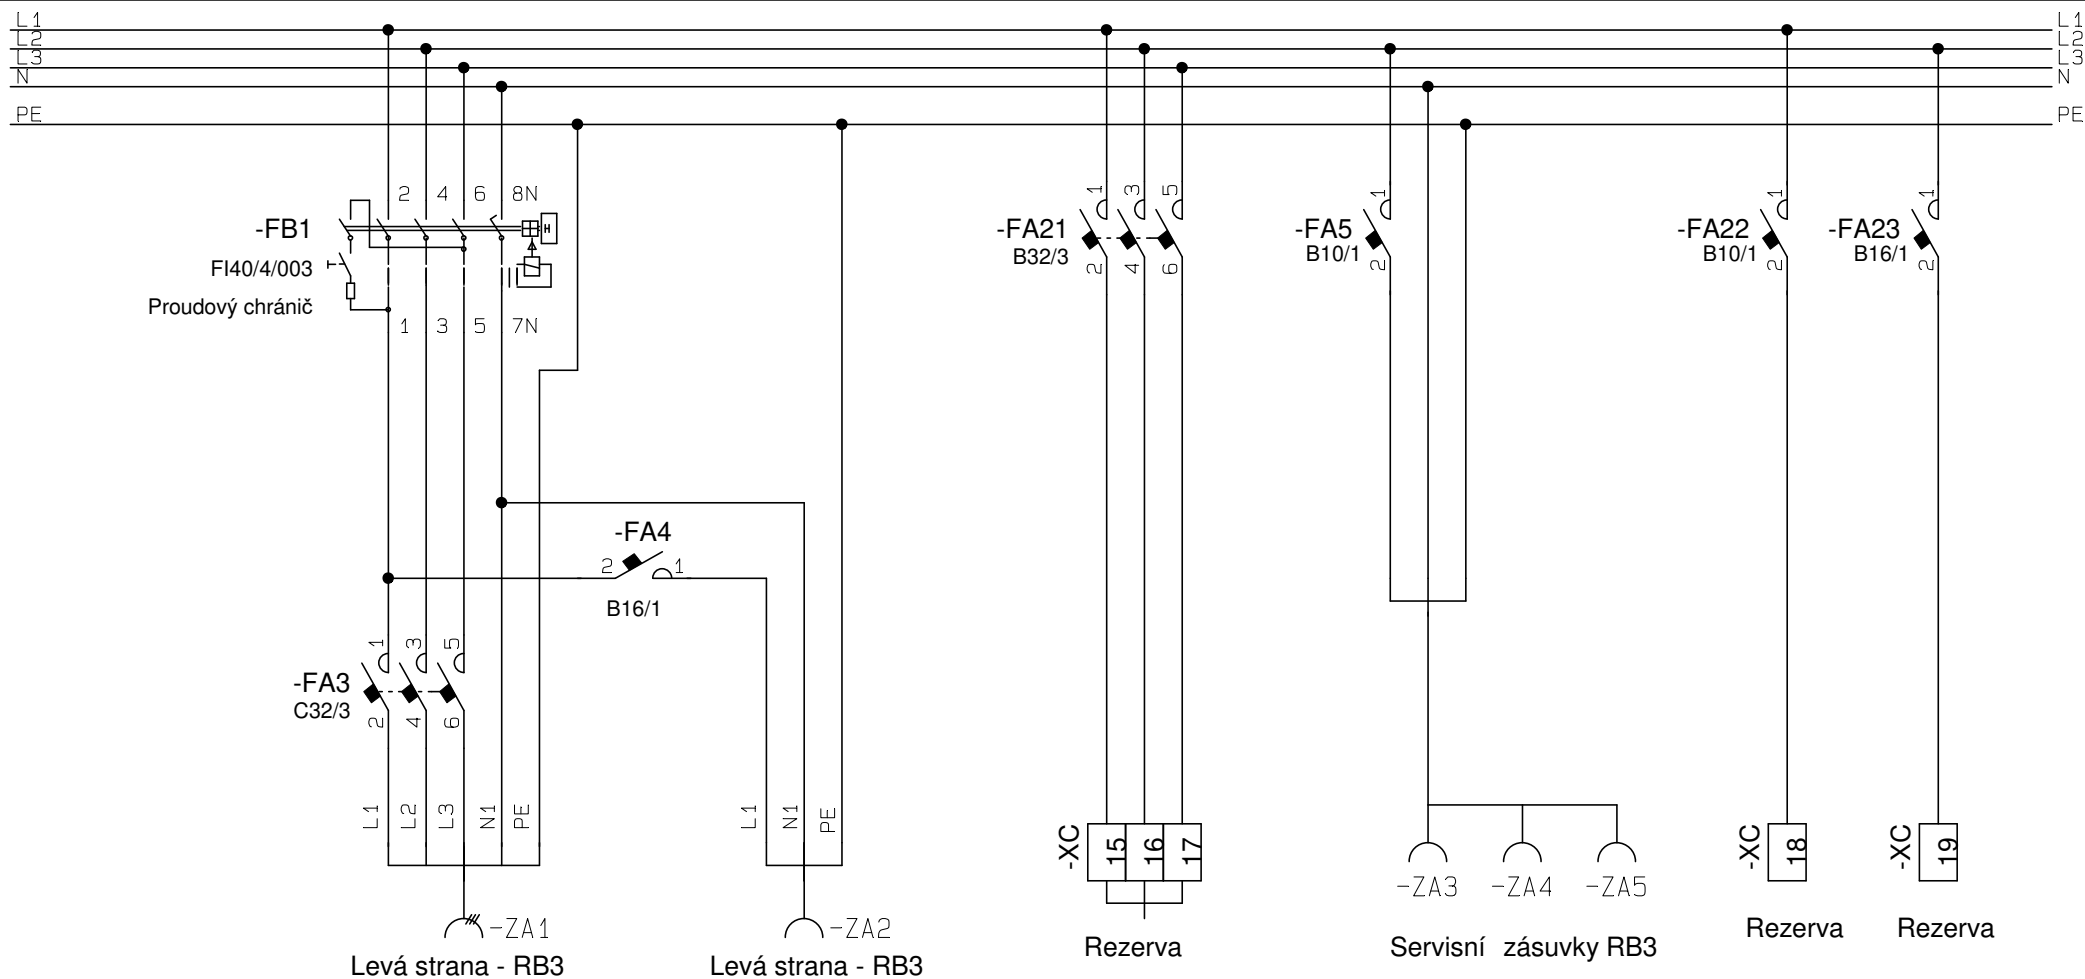 L1 L1
L2 L2
L3 L3
N N
PE PE
2 4 6 8N
-FB1
FI40/4/003
Proudový chránič
1 3 5 7N
1 3 5
-FA21
B32/3
2 4 6
1
-FA5
B10/1
2
1
-FA22
B10/1
2
1
-FA23
B16/1
2
-FA4
2 1
B16/1
1 3 5
-FA3
C32/3
2 4 6
L1 L2 L3 N1 PE
L1 N1 PE
-XC 15 16 17
-XC 18
-XC 19
-ZA3 -ZA4 -ZA5
-ZA1
-ZA2
Levá strana - RB3
Levá strana - RB3
Rezerva
Servisní zásuvky RB3
Rezerva
Rezerva
H